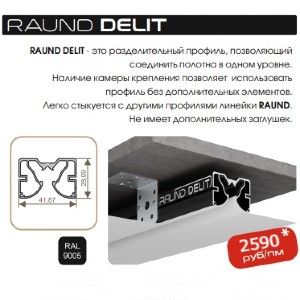 RAUND DELIT
RAUND DELIT - это разделительный профиль, позволяющий
соединить полотна в одном уровне.
Наличие камеры крепления позволяет использовать
профиль без дополнительных элементов.
Легко стыкуется с другими профилями линейки RAUND.
Не имеет дополнительных заглушек.
RAUND DELIT
41.67
RAL
9005
2590*
руб/пм